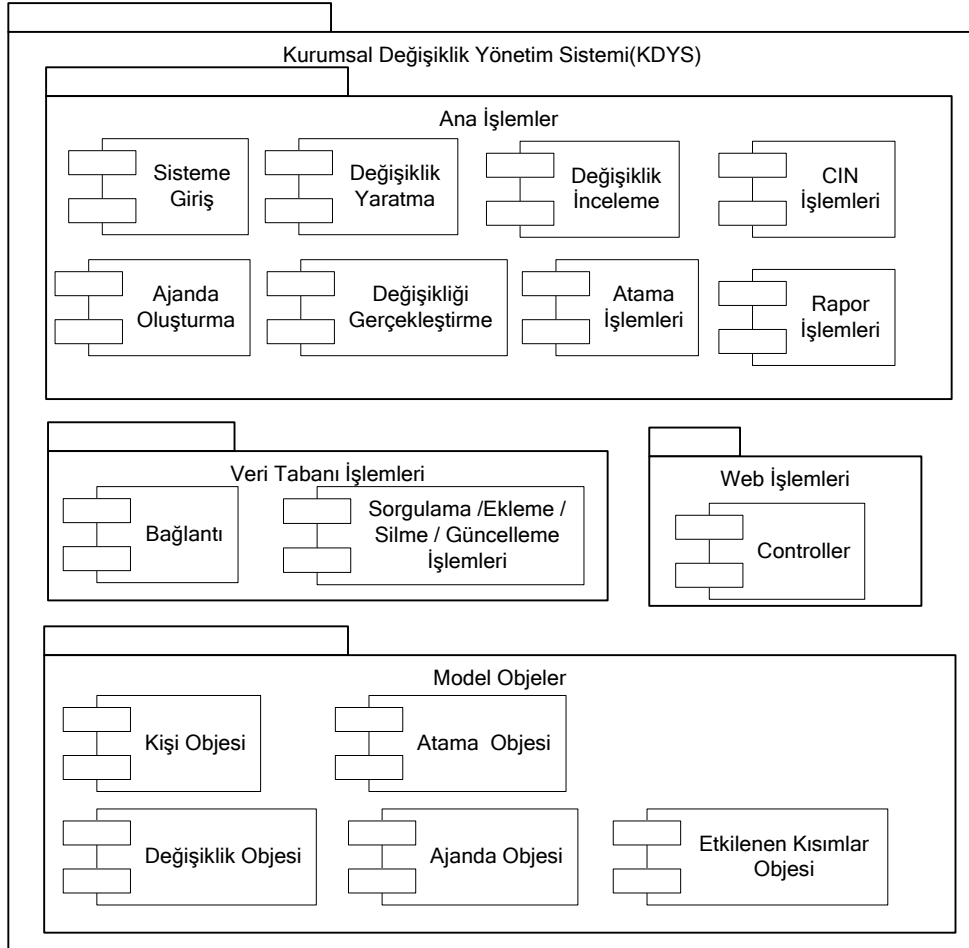 Kurumsal Değişiklik Yönetim Sistemi(KDYS)
Ana İşlemler
Sisteme
Giriş
Değişiklik
Yaratma
Değişiklik
İnceleme
CIN
İşlemleri
Ajanda
Oluşturma
Değişikliği
Gerçekleştirme
Atama
İşlemleri
Rapor
İşlemleri
Veri Tabanı İşlemleri
Bağlantı
Sorgulama /Ekleme /
Silme / Güncelleme
İşlemleri
Web İşlemleri
Controller
Model Objeler
Kişi Objesi
Atama  Objesi
Değişiklik Objesi
Ajanda Objesi
Etkilenen Kısımlar
Objesi